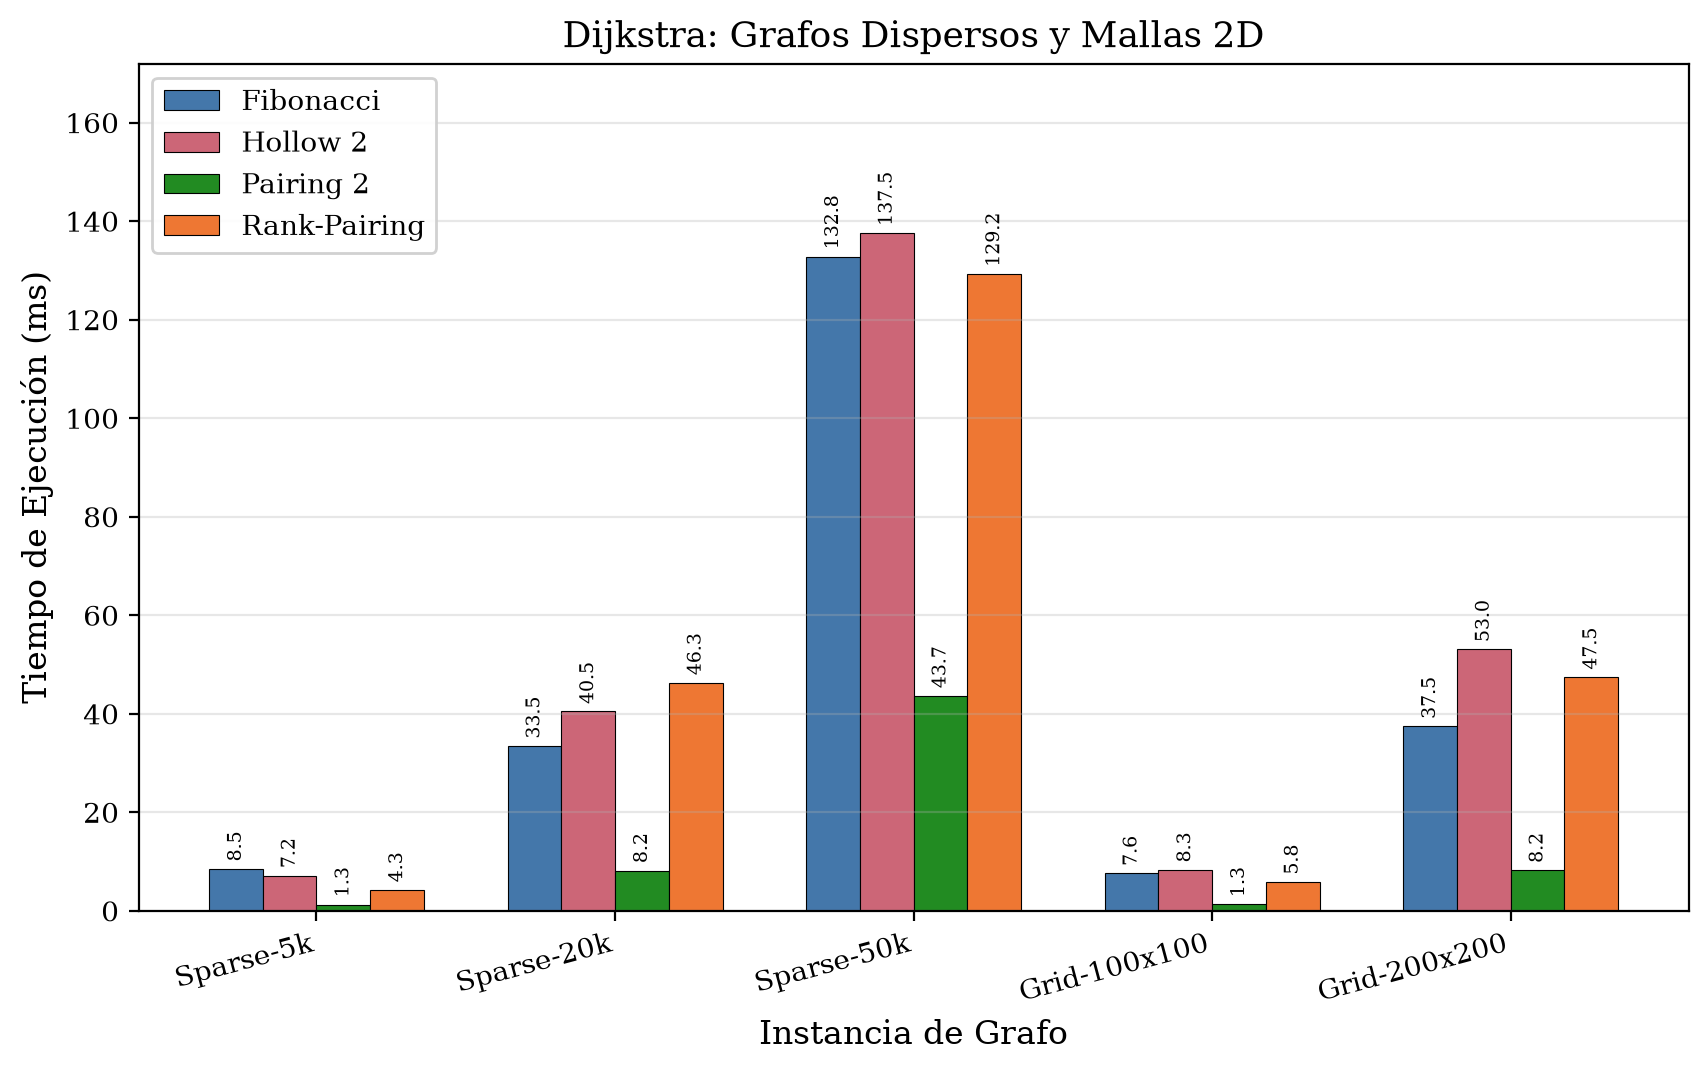 Dijkstra: Grafos Dispersos y Mallas 2D
Fibonacci
Hollow 2
Pairing 2
Rank-Pairing
Tiempo de Ejecución (ms)
160
140
120
100
80
60
40
20
0
8.5
7.2
1.3
4.3
33.5
40.5
8.2
46.3
132.8
137.5
43.7
129.2
7.6
8.3
1.3
5.8
37.5
53.0
8.2
47.5
Sparse-5k
Sparse-20k
Sparse-50k
Grid-100x100
Grid-200x200
Instancia de Grafo